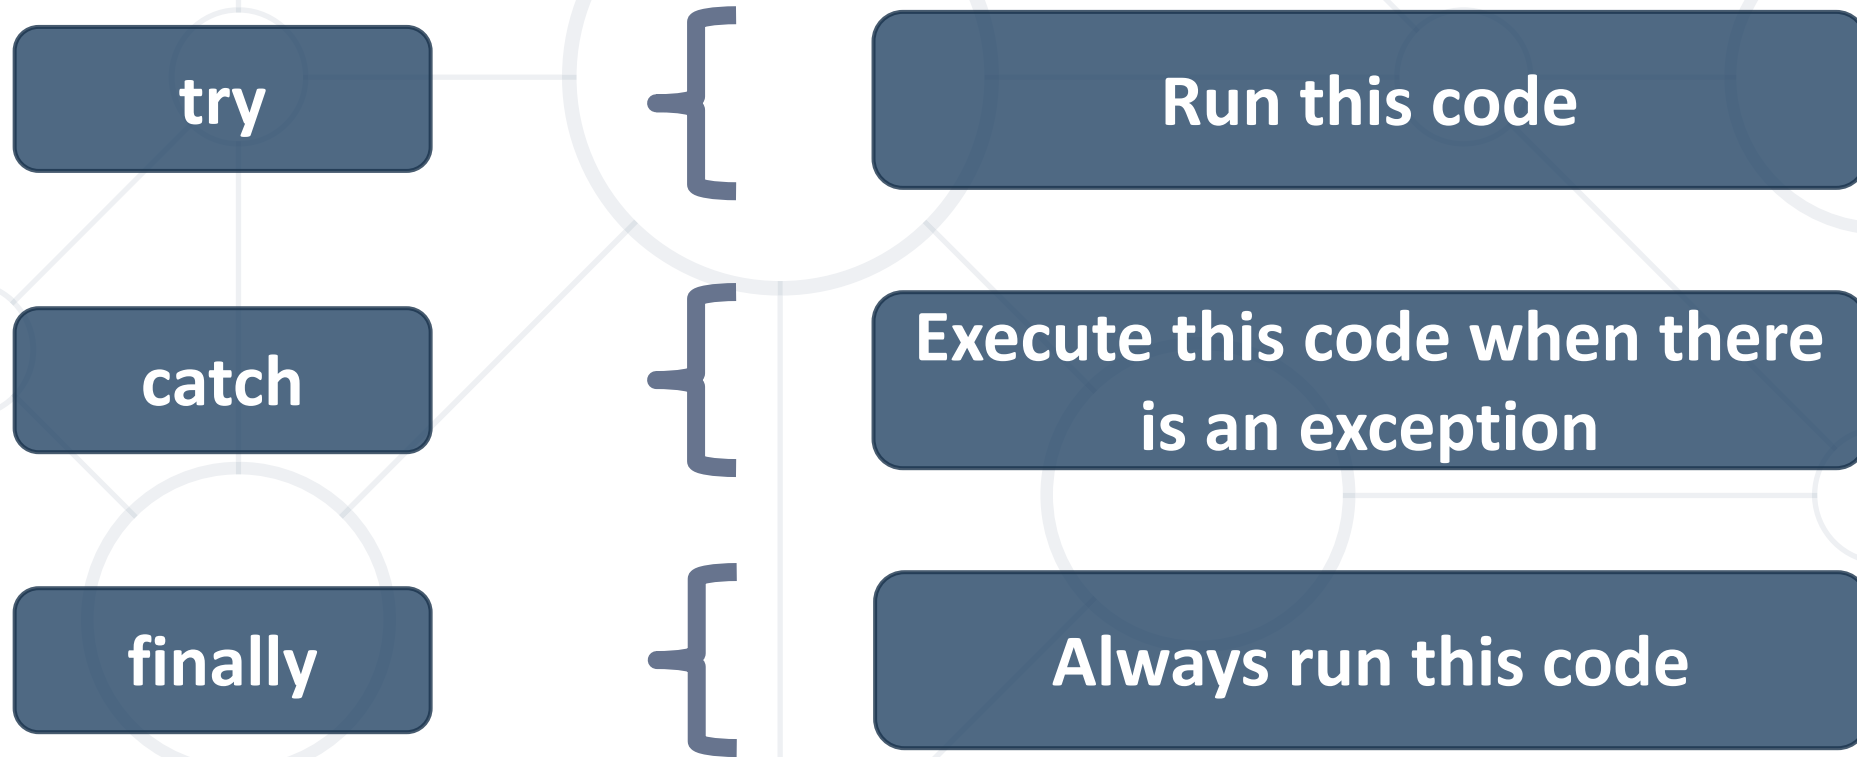 try
Run this code
catch
Execute this code when there
is an exception
finally
Always run this code